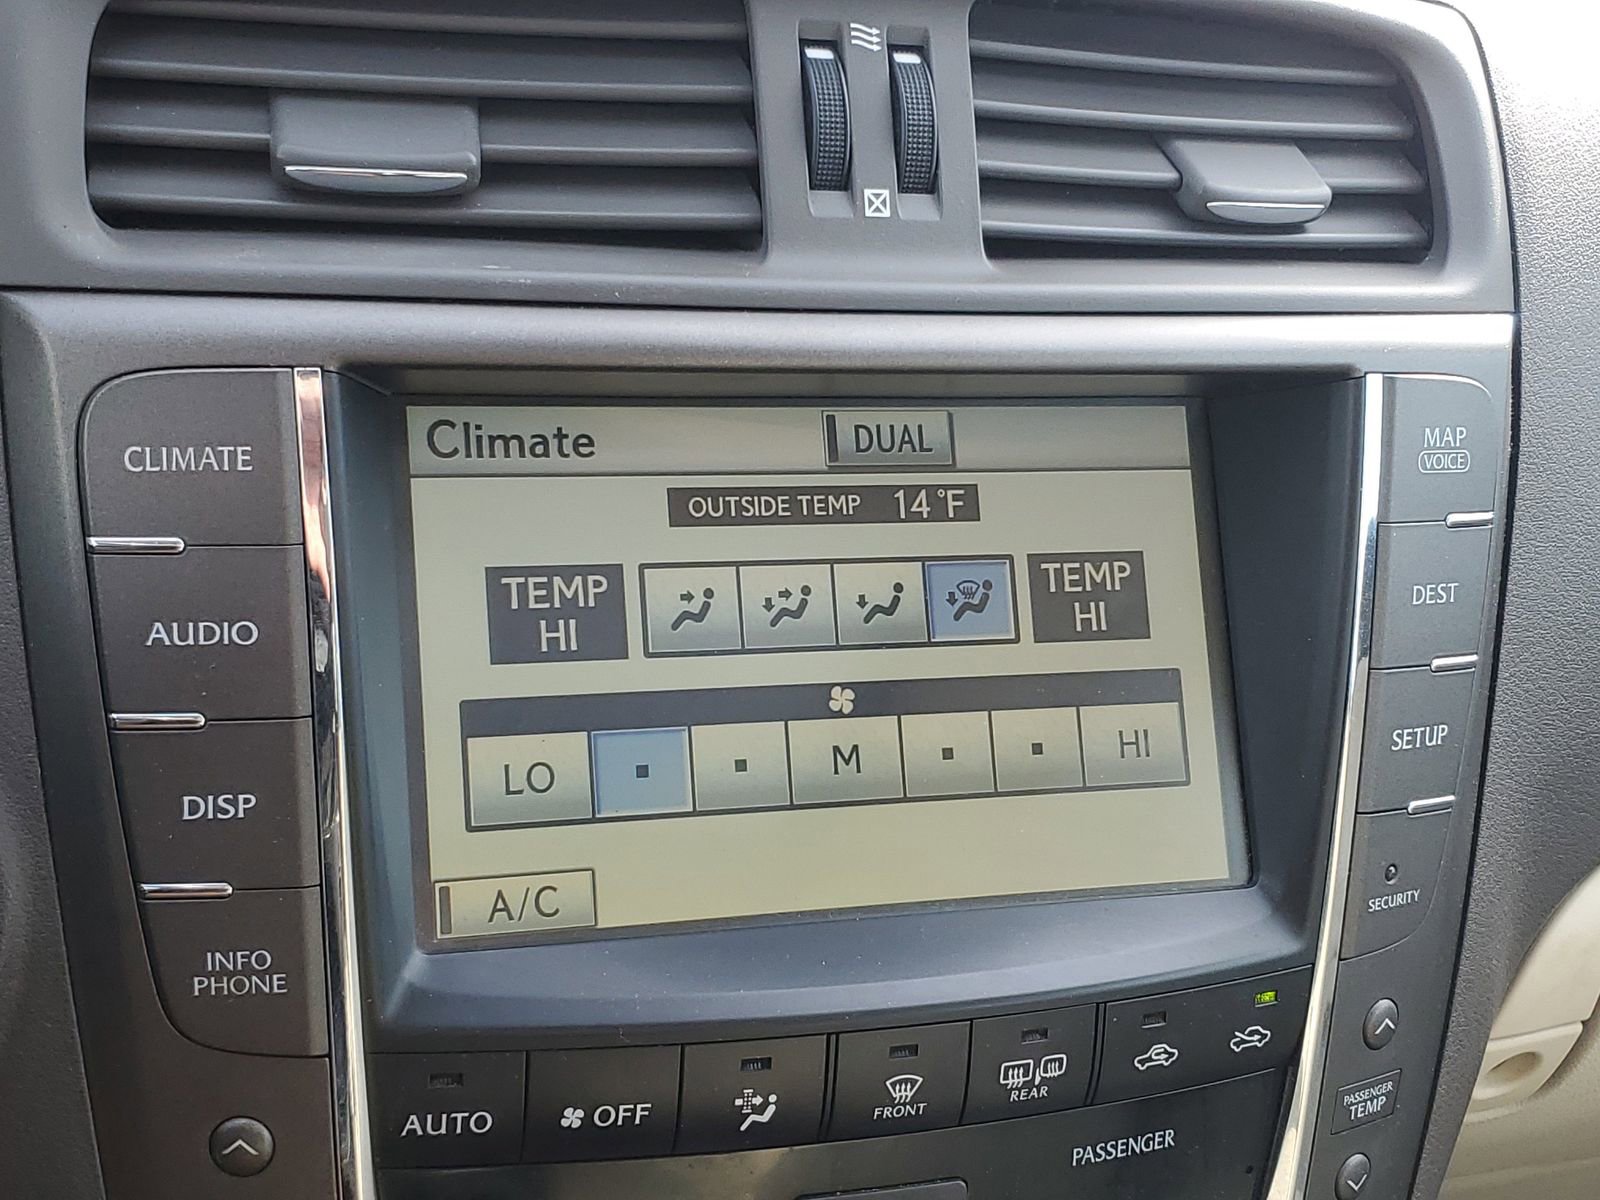 CLIMATE
AUDIO
DISP
INFO
PHONE
Climate
DUAL
OUTSIDE TEMP 14°F
TEMP
HI
TEMP
HI
LO
M
HI
A/C
MAP
VOICE
DEST
SETUP
SECURITY
AUTO
OFF
FRONT
REAR
PASSENGER
PASSENGER
TEMP